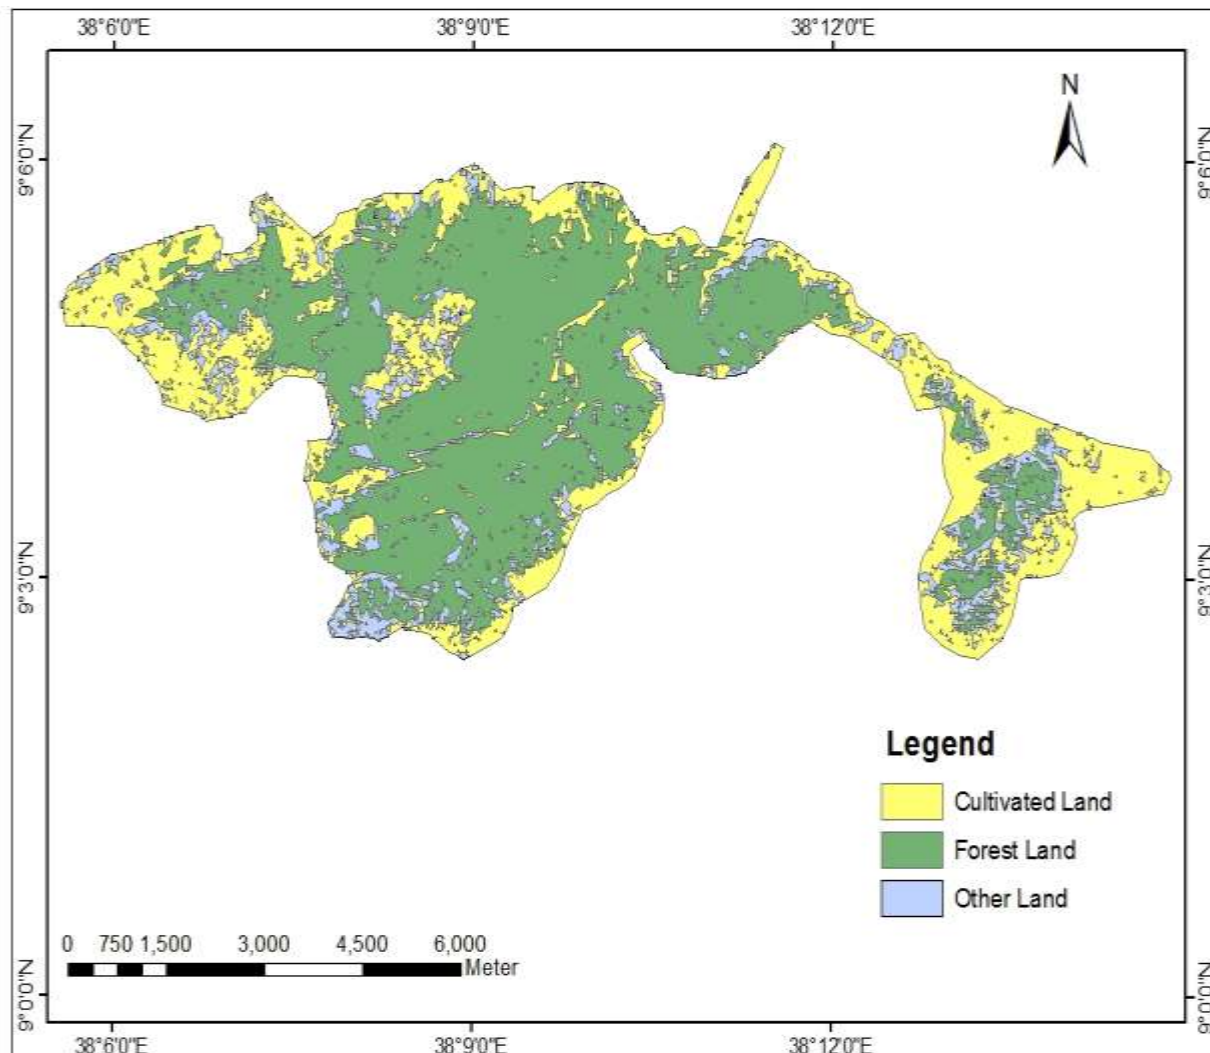 38°6'0"E 38°9'0"E 38°12'0"E
N
9°6'0"N 9°6'0"N
9°3'0"N 9°3'0"N
Legend
Cultivated Land
Forest Land
Other Land
0 750 1,500 3,000 4,500 6,000
Meter
9°0'0"N 9°0'0"N
38°6'0"E 38°9'0"E 38°12'0"E